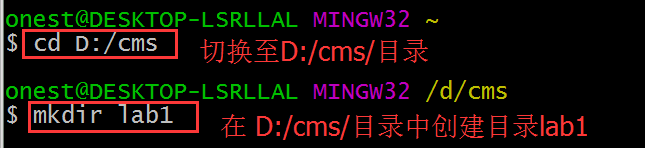 onest@DESKTOP-LSRLLAL MINGW32 ~
$ cd D:/cms 切换至D:/cms/目录
onest@DESKTOP-LSRLLAL MINGW32 /d/cms
$ mkdir lab1 在 D:/cms/目录中创建目录lab1